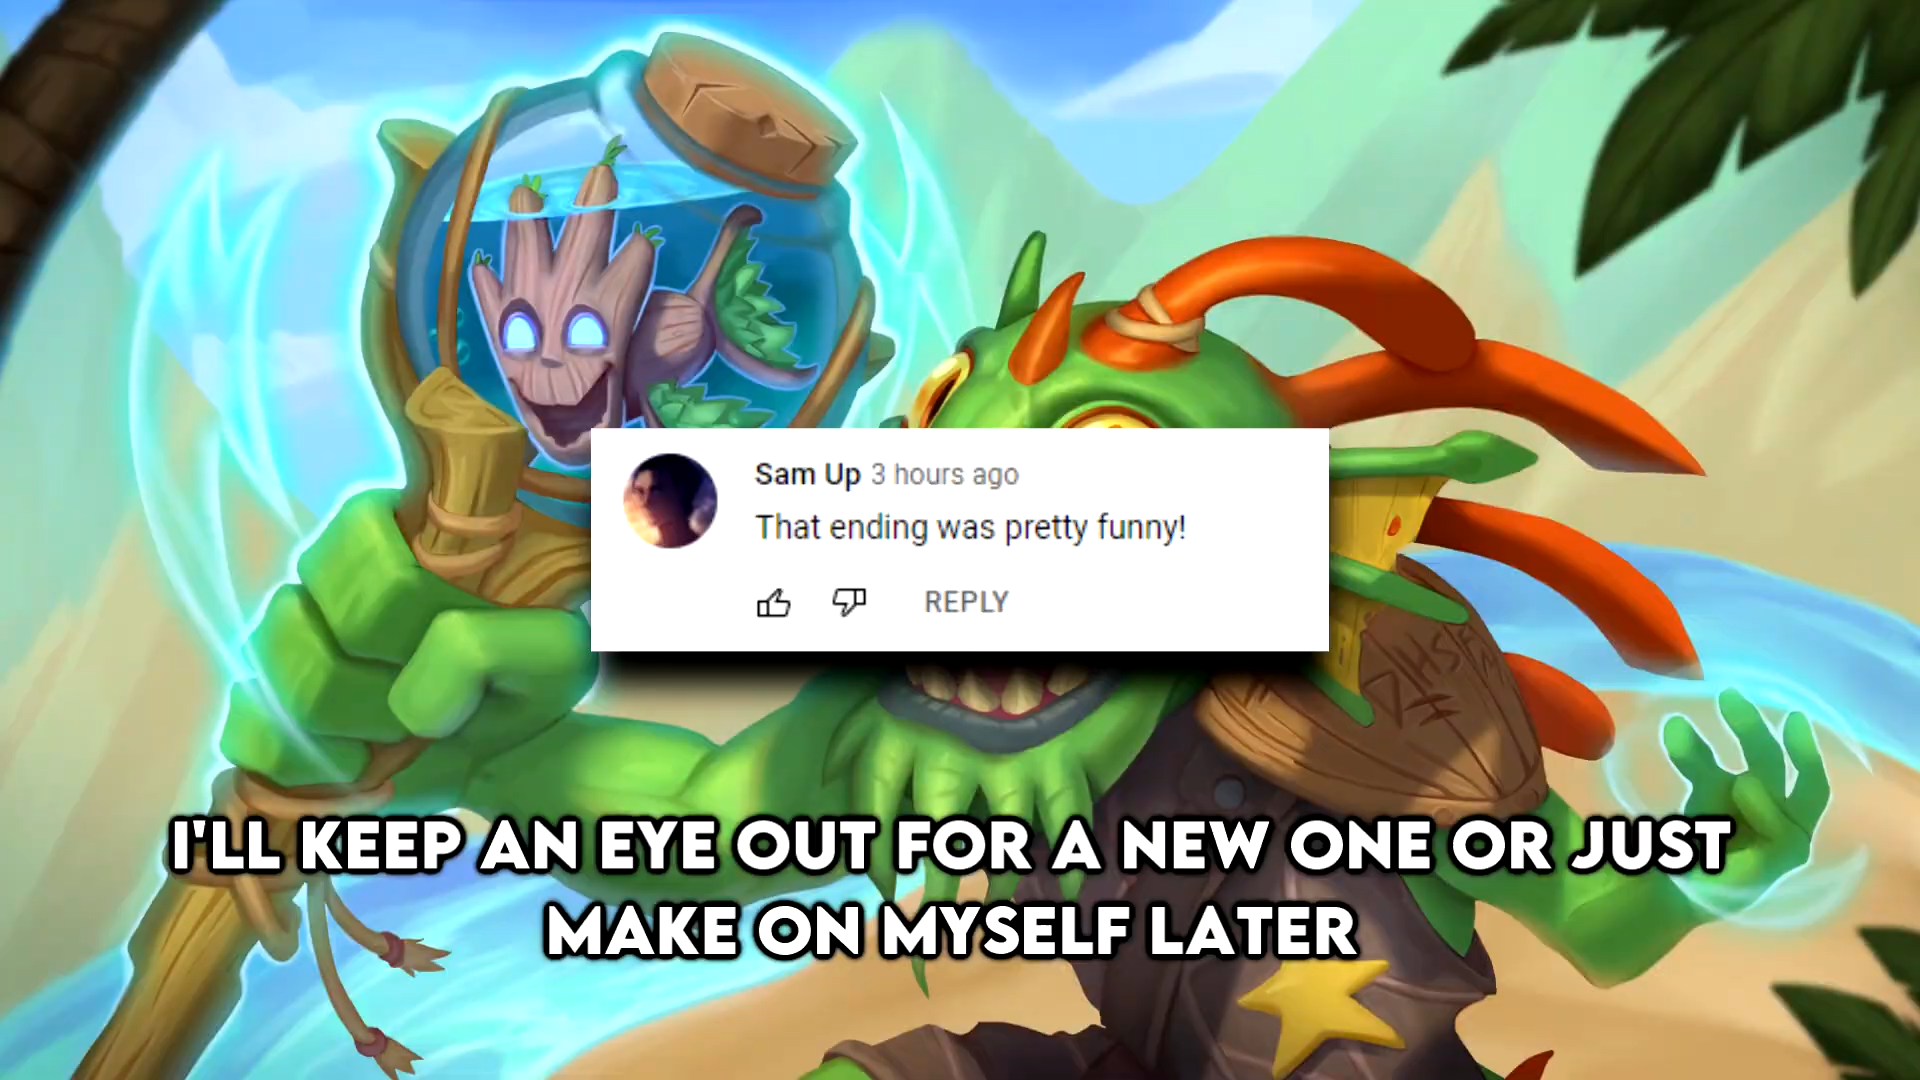 Sam Up 3 hours ago
That ending was pretty funny!
REPLY
I'LL KEEP AN EYE OUT FOR A NEW ONE OR JUST
MAKE ON MYSELF LATER